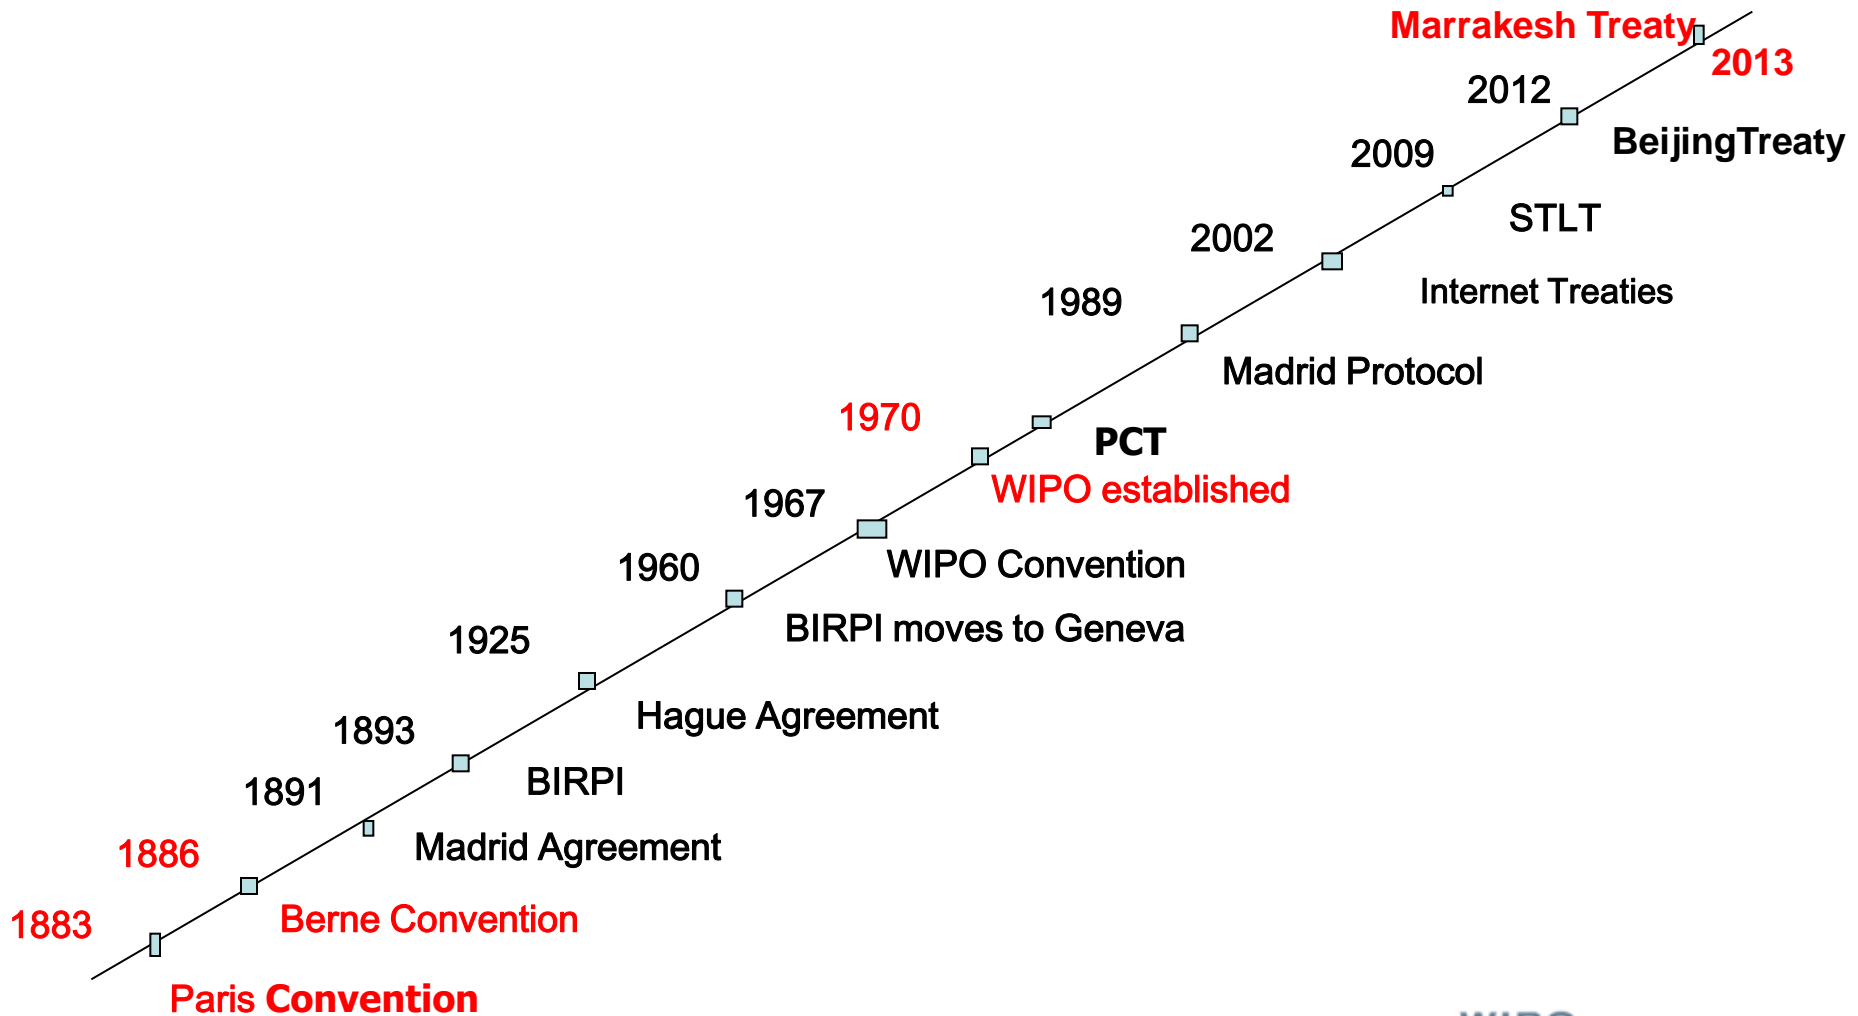 Marrakesh Treaty
2013
2012
BeijingTreaty
2009
STLT
2002
Internet Treaties
1989
Madrid Protocol
1970
PCT
WIPO established
1967
WIPO Convention
1960
BIRPI moves to Geneva
1925
Hague Agreement
1893
BIRPI
1891
Madrid Agreement
1886
Berne Convention
1883
Paris Convention
WIPO